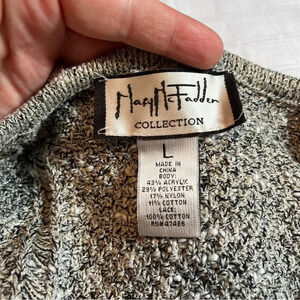 Mary McFadden
COLLECTION
L
MADE IN
CHINA
BODY:
43% ACRYLIC
29% POLYESTER
17% NYLON
11% COTTON
LACE:
100% COTTON
RN#47466